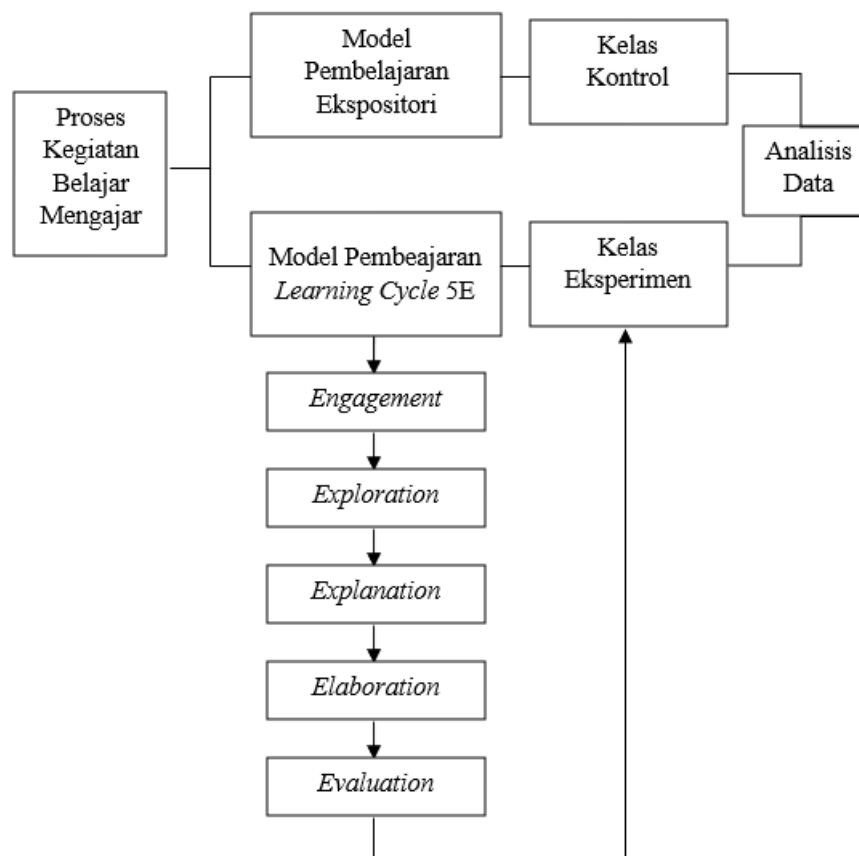 Proses
Kegiatan
Belajar
Mengajar
Model
Pembelajaran
Ekspositori
Kelas
Kontrol
Analisis
Data
Model Pembeajaran
Learning Cycle 5E
Kelas
Eksperimen
Engagement
Exploration
Explanation
Elaboration
Evaluation